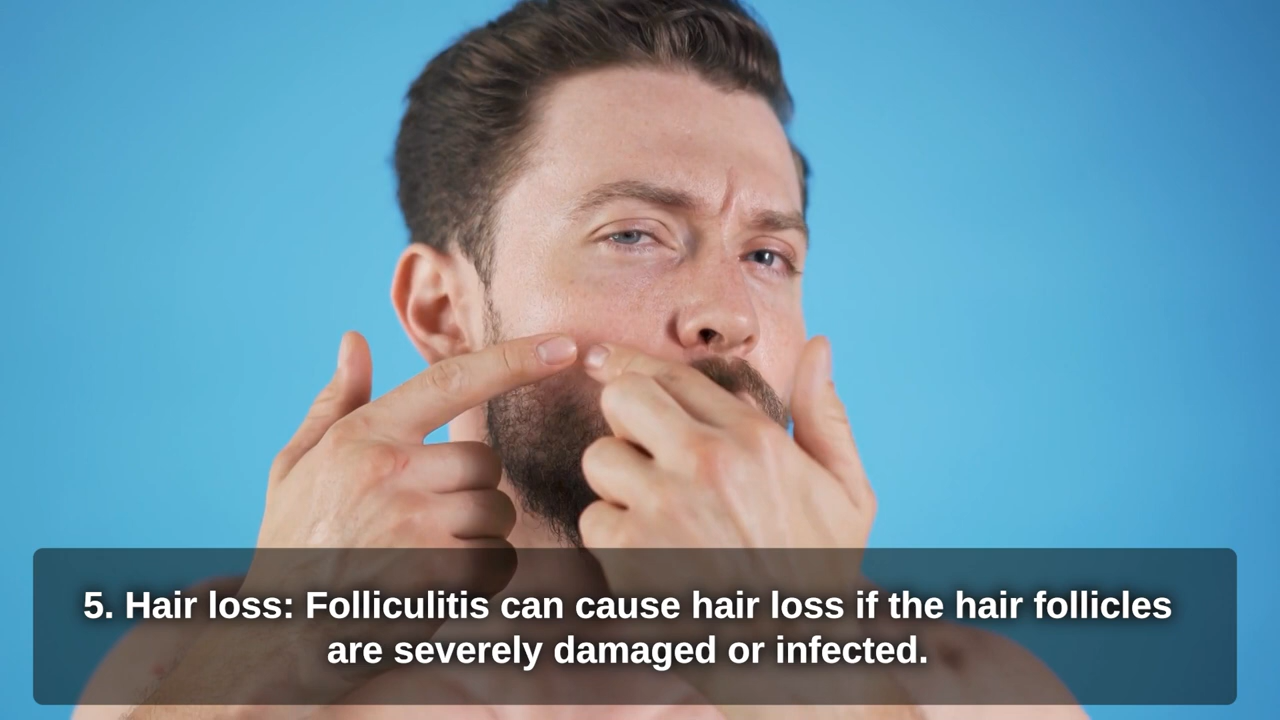 5. Hair loss: Folliculitis can cause hair loss if the hair follicles
are severely damaged or infected.